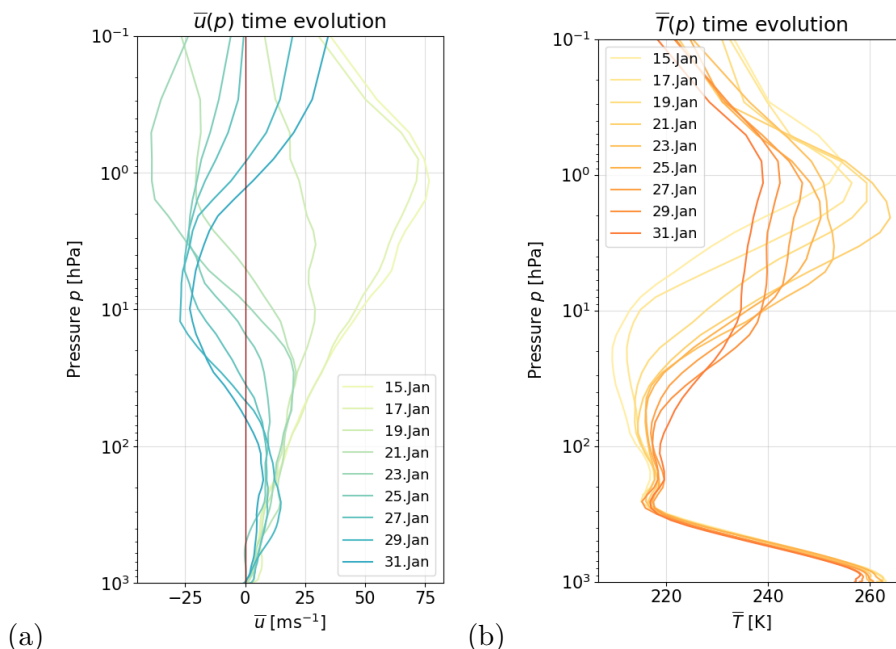 u̅(p) time evolution
10⁻¹
10⁰
10¹
10²
10³
Pressure p [hPa]
−25
0
25
50
75
u̅ [ms⁻¹]
15.Jan
17.Jan
19.Jan
21.Jan
23.Jan
25.Jan
27.Jan
29.Jan
31.Jan
(a)
T̅(p) time evolution
10⁻¹
10⁰
10¹
10²
10³
Pressure p [hPa]
15.Jan
17.Jan
19.Jan
21.Jan
23.Jan
25.Jan
27.Jan
29.Jan
31.Jan
220
240
260
T̅ [K]
(b)